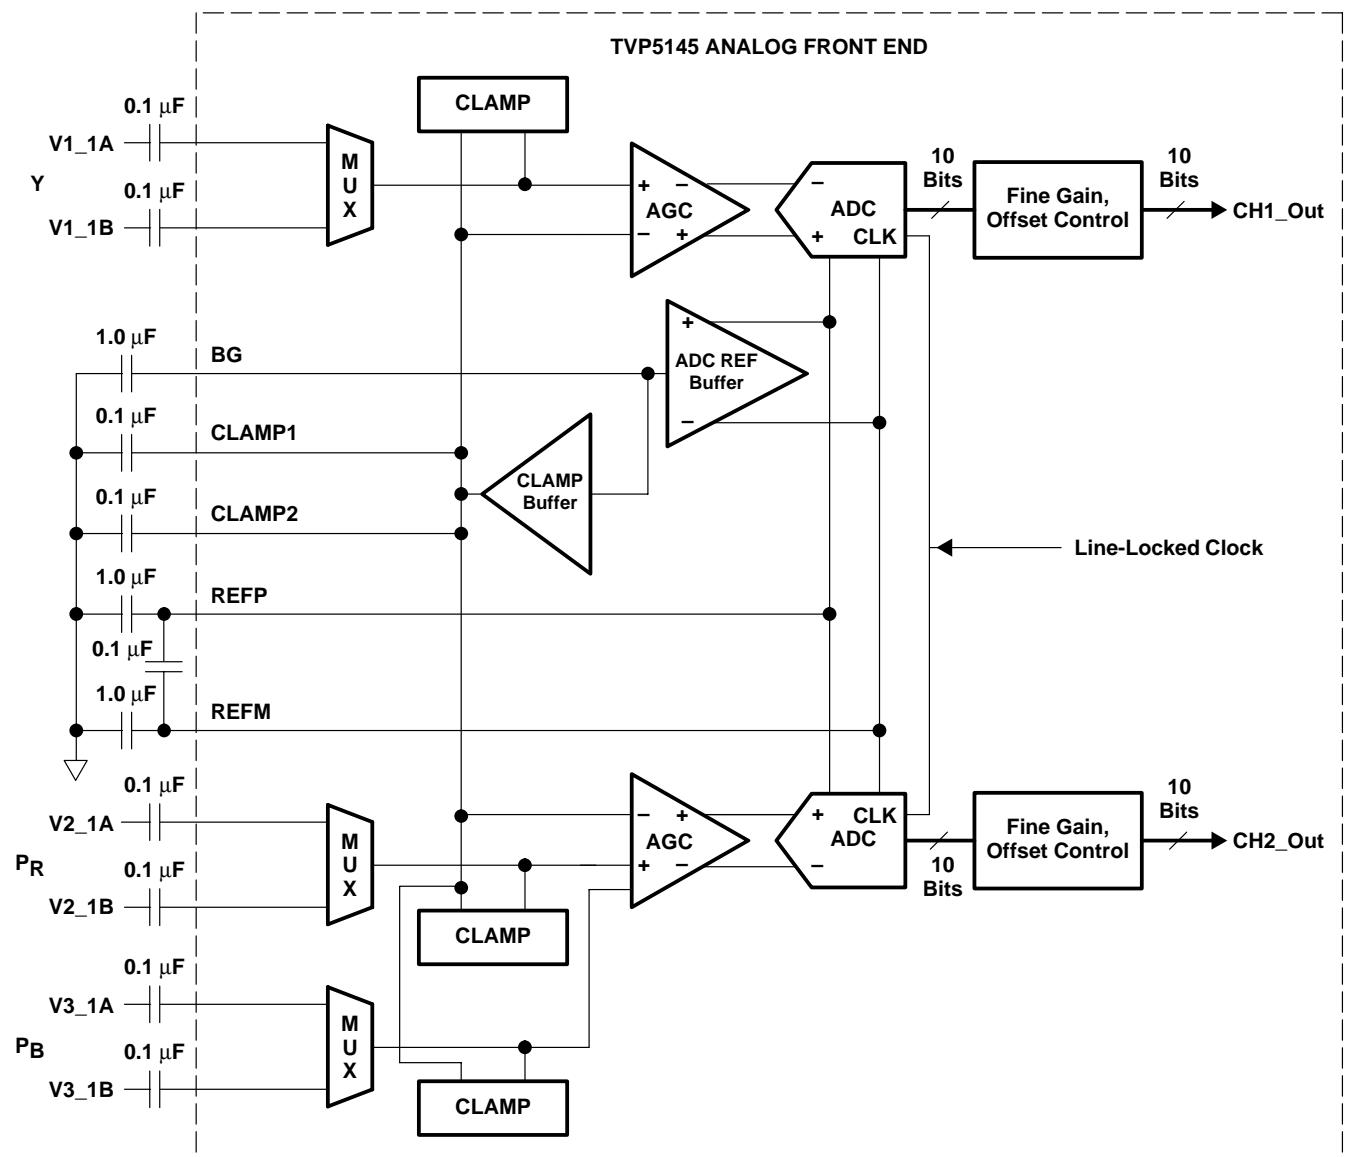 TVP5145 ANALOG FRONT END
0.1 μF
CLAMP
V1_1A
MUX
10
Bits
10
Bits
Y
+
−
−
0.1 μF
AGC
ADC
Fine Gain,
Offset Control
CH1_Out
V1_1B
−
+
+
CLK
1.0 μF
BG
+
ADC REF
Buffer
−
0.1 μF
CLAMP1
CLAMP
Buffer
0.1 μF
CLAMP2
Line-Locked Clock
1.0 μF
REFP
0.1 μF
1.0 μF
REFM
0.1 μF
V2_1A
MUX
−
+
+
CLK
10
Bits
AGC
ADC
Fine Gain,
Offset Control
CH2_Out
PR
0.1 μF
+
−
−
10
Bits
V2_1B
CLAMP
0.1 μF
V3_1A
MUX
PB
0.1 μF
V3_1B
CLAMP